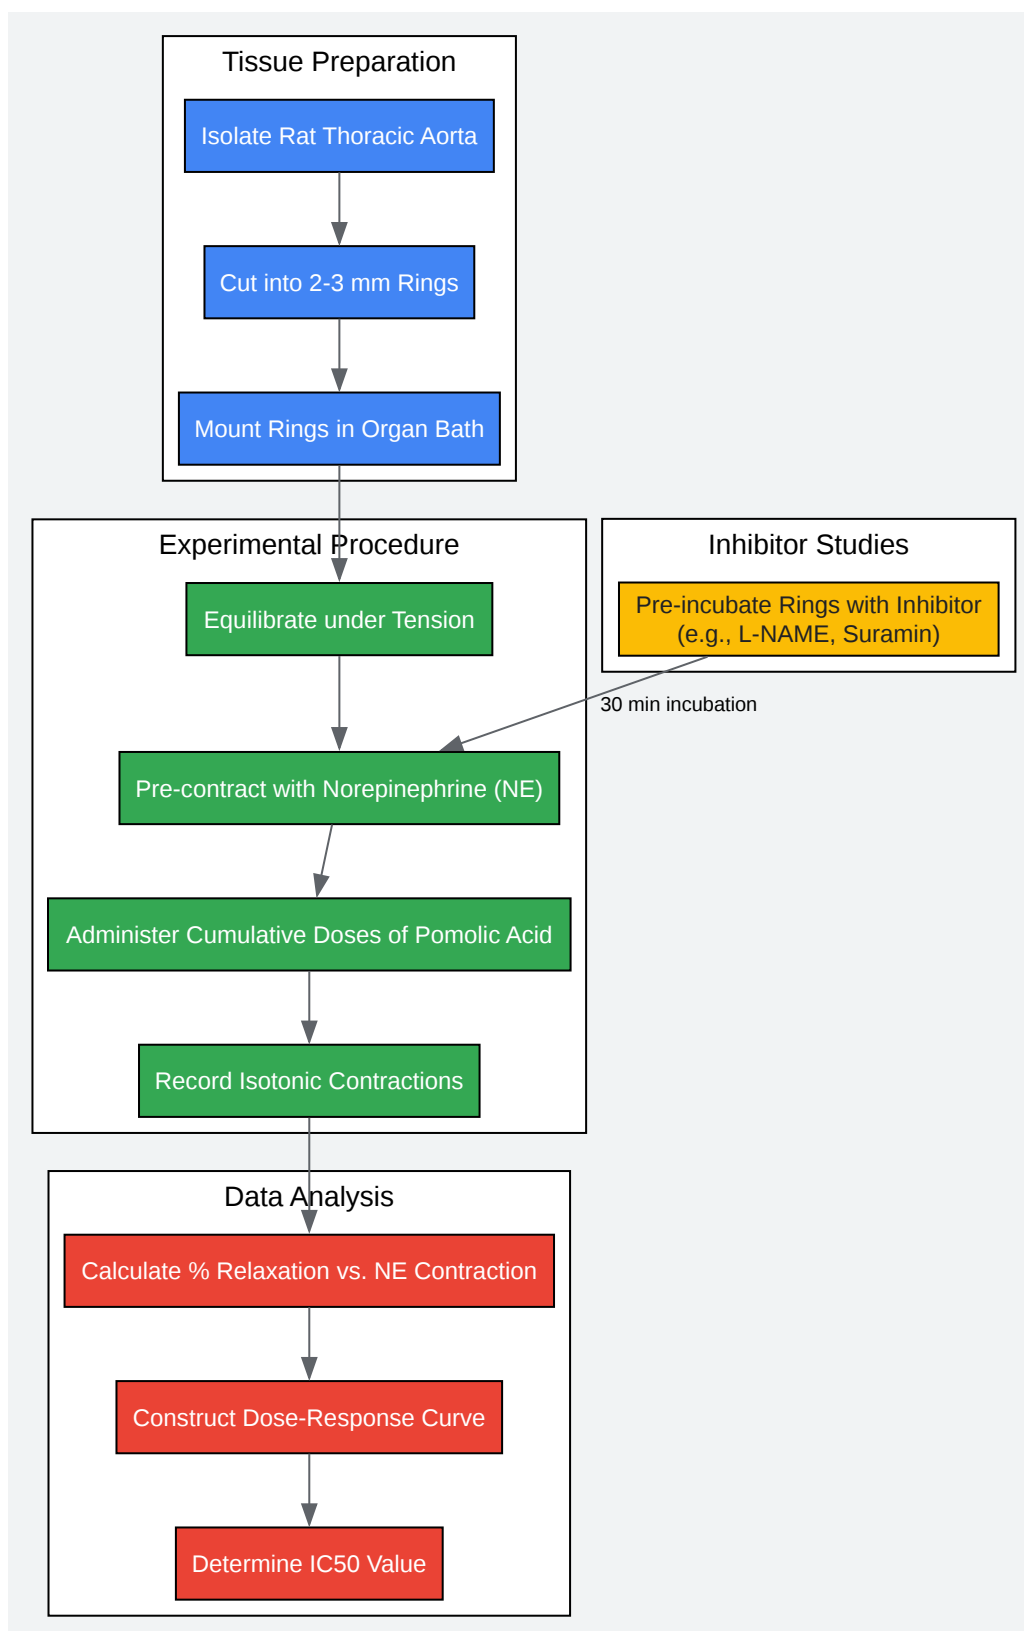 Tissue Preparation
Isolate Rat Thoracic Aorta
Cut into 2-3 mm Rings
Mount Rings in Organ Bath
Experimental Procedure
Equilibrate under Tension
Inhibitor Studies
Pre-incubate Rings with Inhibitor
(e.g., L-NAME, Suramin)
30 min incubation
Pre-contract with Norepinephrine (NE)
Administer Cumulative Doses of Pomolic Acid
Record Isotonic Contractions
Data Analysis
Calculate % Relaxation vs. NE Contraction
Construct Dose-Response Curve
Determine IC50 Value